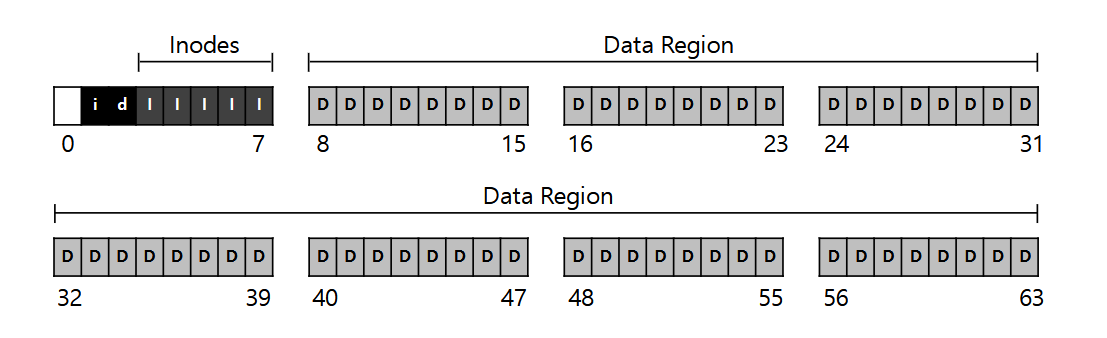 Inodes Data Region
i d I I I I I D D D D D D D D D D D D D D D D D D D D D D D D
0 7 8 15 16 23 24 31
Data Region
D D D D D D D D D D D D D D D D D D D D D D D D D D D D D D D D
32 39 40 47 48 55 56 63